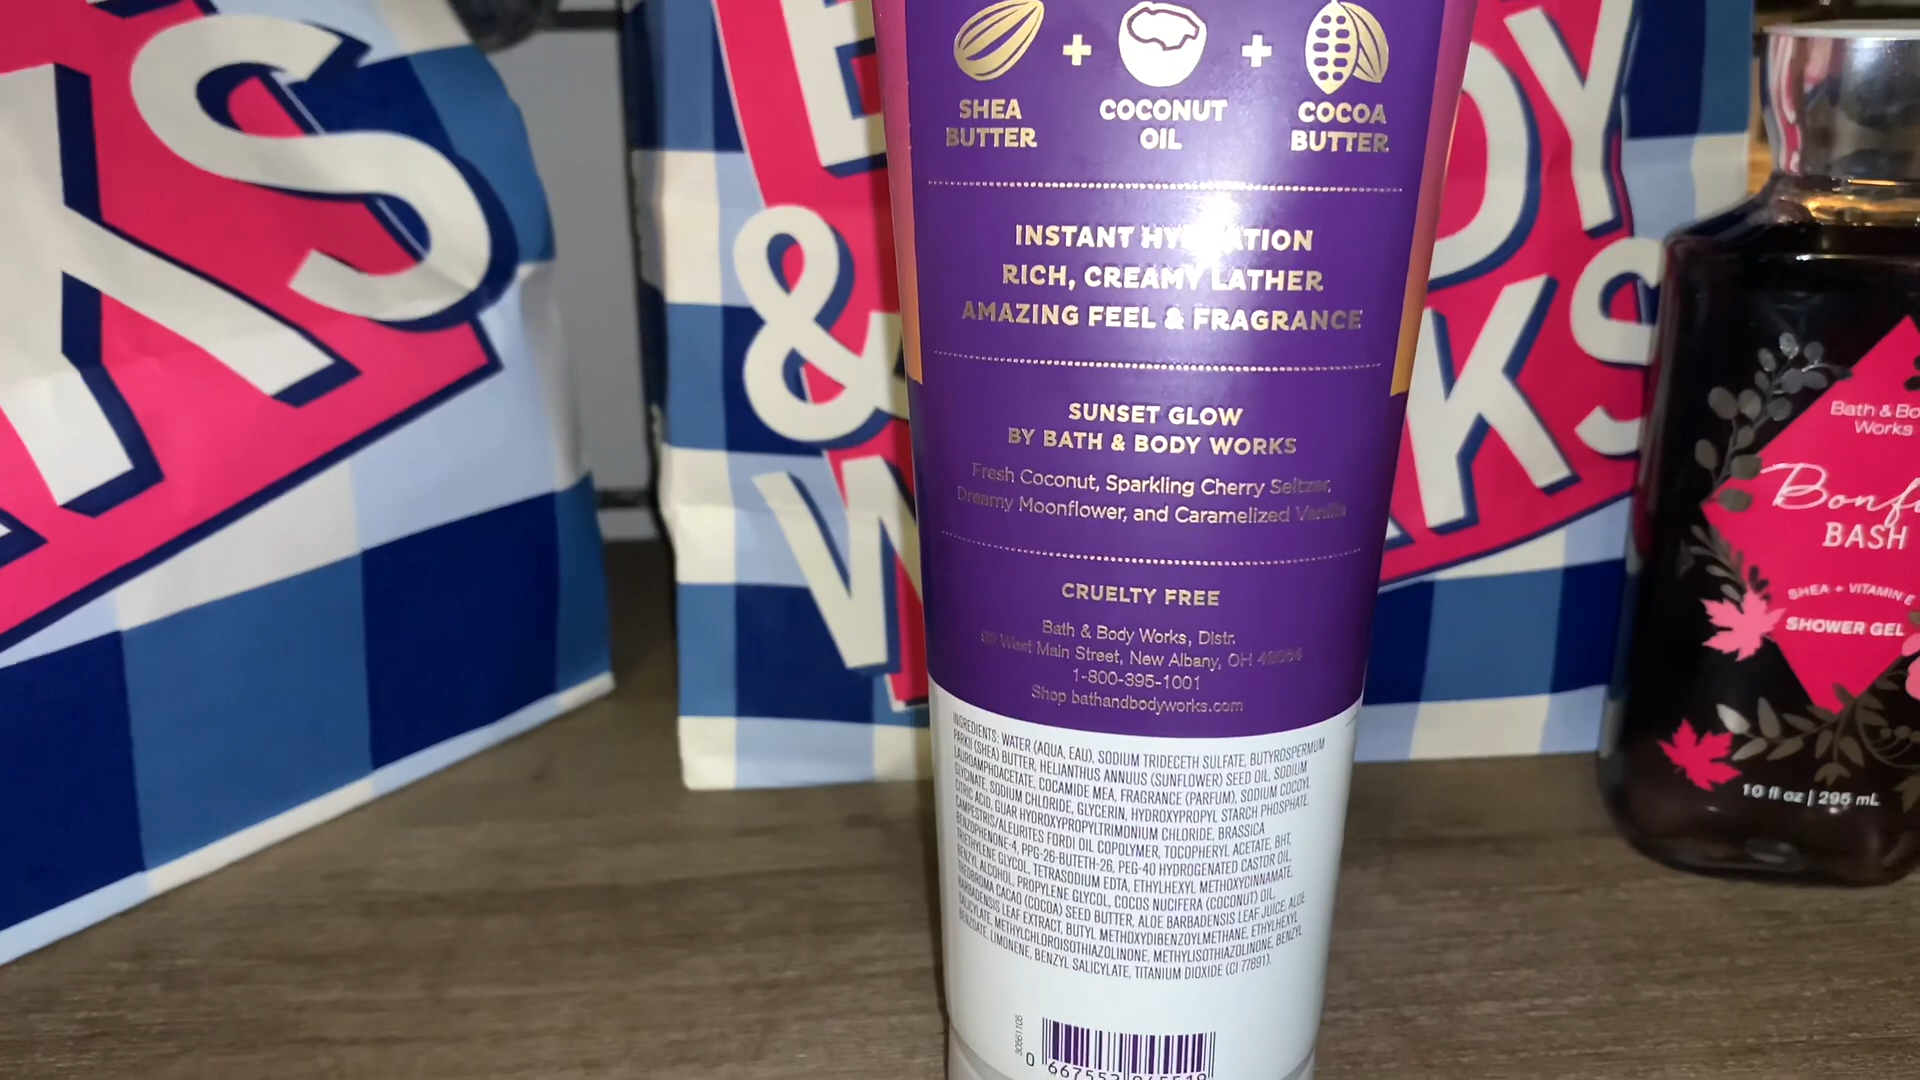 KS
&
W
DY
KS
SHEA
BUTTER
COCONUT
OIL
COCOA
BUTTER
INSTANT HYDRATION
RICH, CREAMY LATHER
AMAZING FEEL & FRAGRANCE
SUNSET GLOW
BY BATH & BODY WORKS
Fresh Coconut, Sparkling Cherry Seltzer,
Dreamy Moonflower, and Caramelized Vanilla
CRUELTY FREE
Bath & Body Works, Distr.
West Main Street, New Albany, OH
1-800-395-1001
Shop bathandbodyworks.com
INGREDIENTS: WATER (AQUA, EAU), SODIUM TRIDECETH SULFATE, BUTYROSPERMUM
PARKII (SHEA) BUTTER, HELIANTHUS ANNUUS (SUNFLOWER) SEED OIL, SODIUM
LAUROAMPHOACETATE, COCAMIDE MEA, FRAGRANCE (PARFUM), SODIUM COCOYL
GLYCINATE, SODIUM CHLORIDE, GLYCERIN, HYDROXYPROPYL STARCH PHOSPHATE,
CITRIC ACID, GUAR HYDROXYPROPYLTRIMONIUM CHLORIDE, BRASSICA
CAMPESTRIS/ALEURITES FORDI OIL COPOLYMER, TOCOPHERYL ACETATE, BHT,
BENZOPHENONE-4, PPG-26-BUTETH-26, PEG-40 HYDROGENATED CASTOR OIL,
TRIETHYLENE GLYCOL, TETRASODIUM EDTA, ETHYLHEXYL METHOXYCINNAMATE,
BENZYL ALCOHOL, PROPYLENE GLYCOL, COCOS NUCIFERA (COCONUT) OIL,
THEOBROMA CACAO (COCOA) SEED BUTTER, ALOE BARBADENSIS LEAF JUICE, ALOE
BARBADENSIS LEAF EXTRACT, BUTYL METHOXYDIBENZOYLMETHANE, ETHYLHEXYL
SALICYLATE, METHYLCHLOROISOTHIAZOLINONE, METHYLISOTHIAZOLINONE, BENZYL
BENZOATE, LIMONENE, BENZYL SALICYLATE, TITANIUM DIOXIDE (CI 77891).
0
Bath & Bo
Works
Bonfi
BASH
SHEA + VITAMIN E
SHOWER GEL
10 fl oz | 295 mL